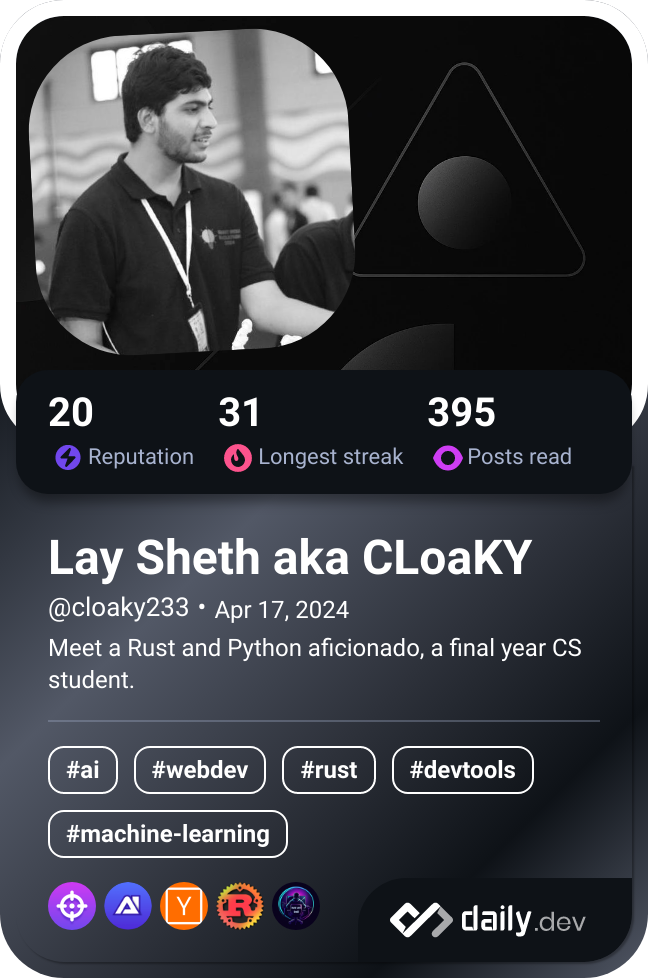 20 31 395
Reputation Longest streak Posts read
Lay Sheth aka CLoaKY
@cloaky233 • Apr 17, 2024
Meet a Rust and Python aficionado, a final year CS
student.
#ai #webdev #rust #devtools
#machine-learning
AI Y R daily.dev